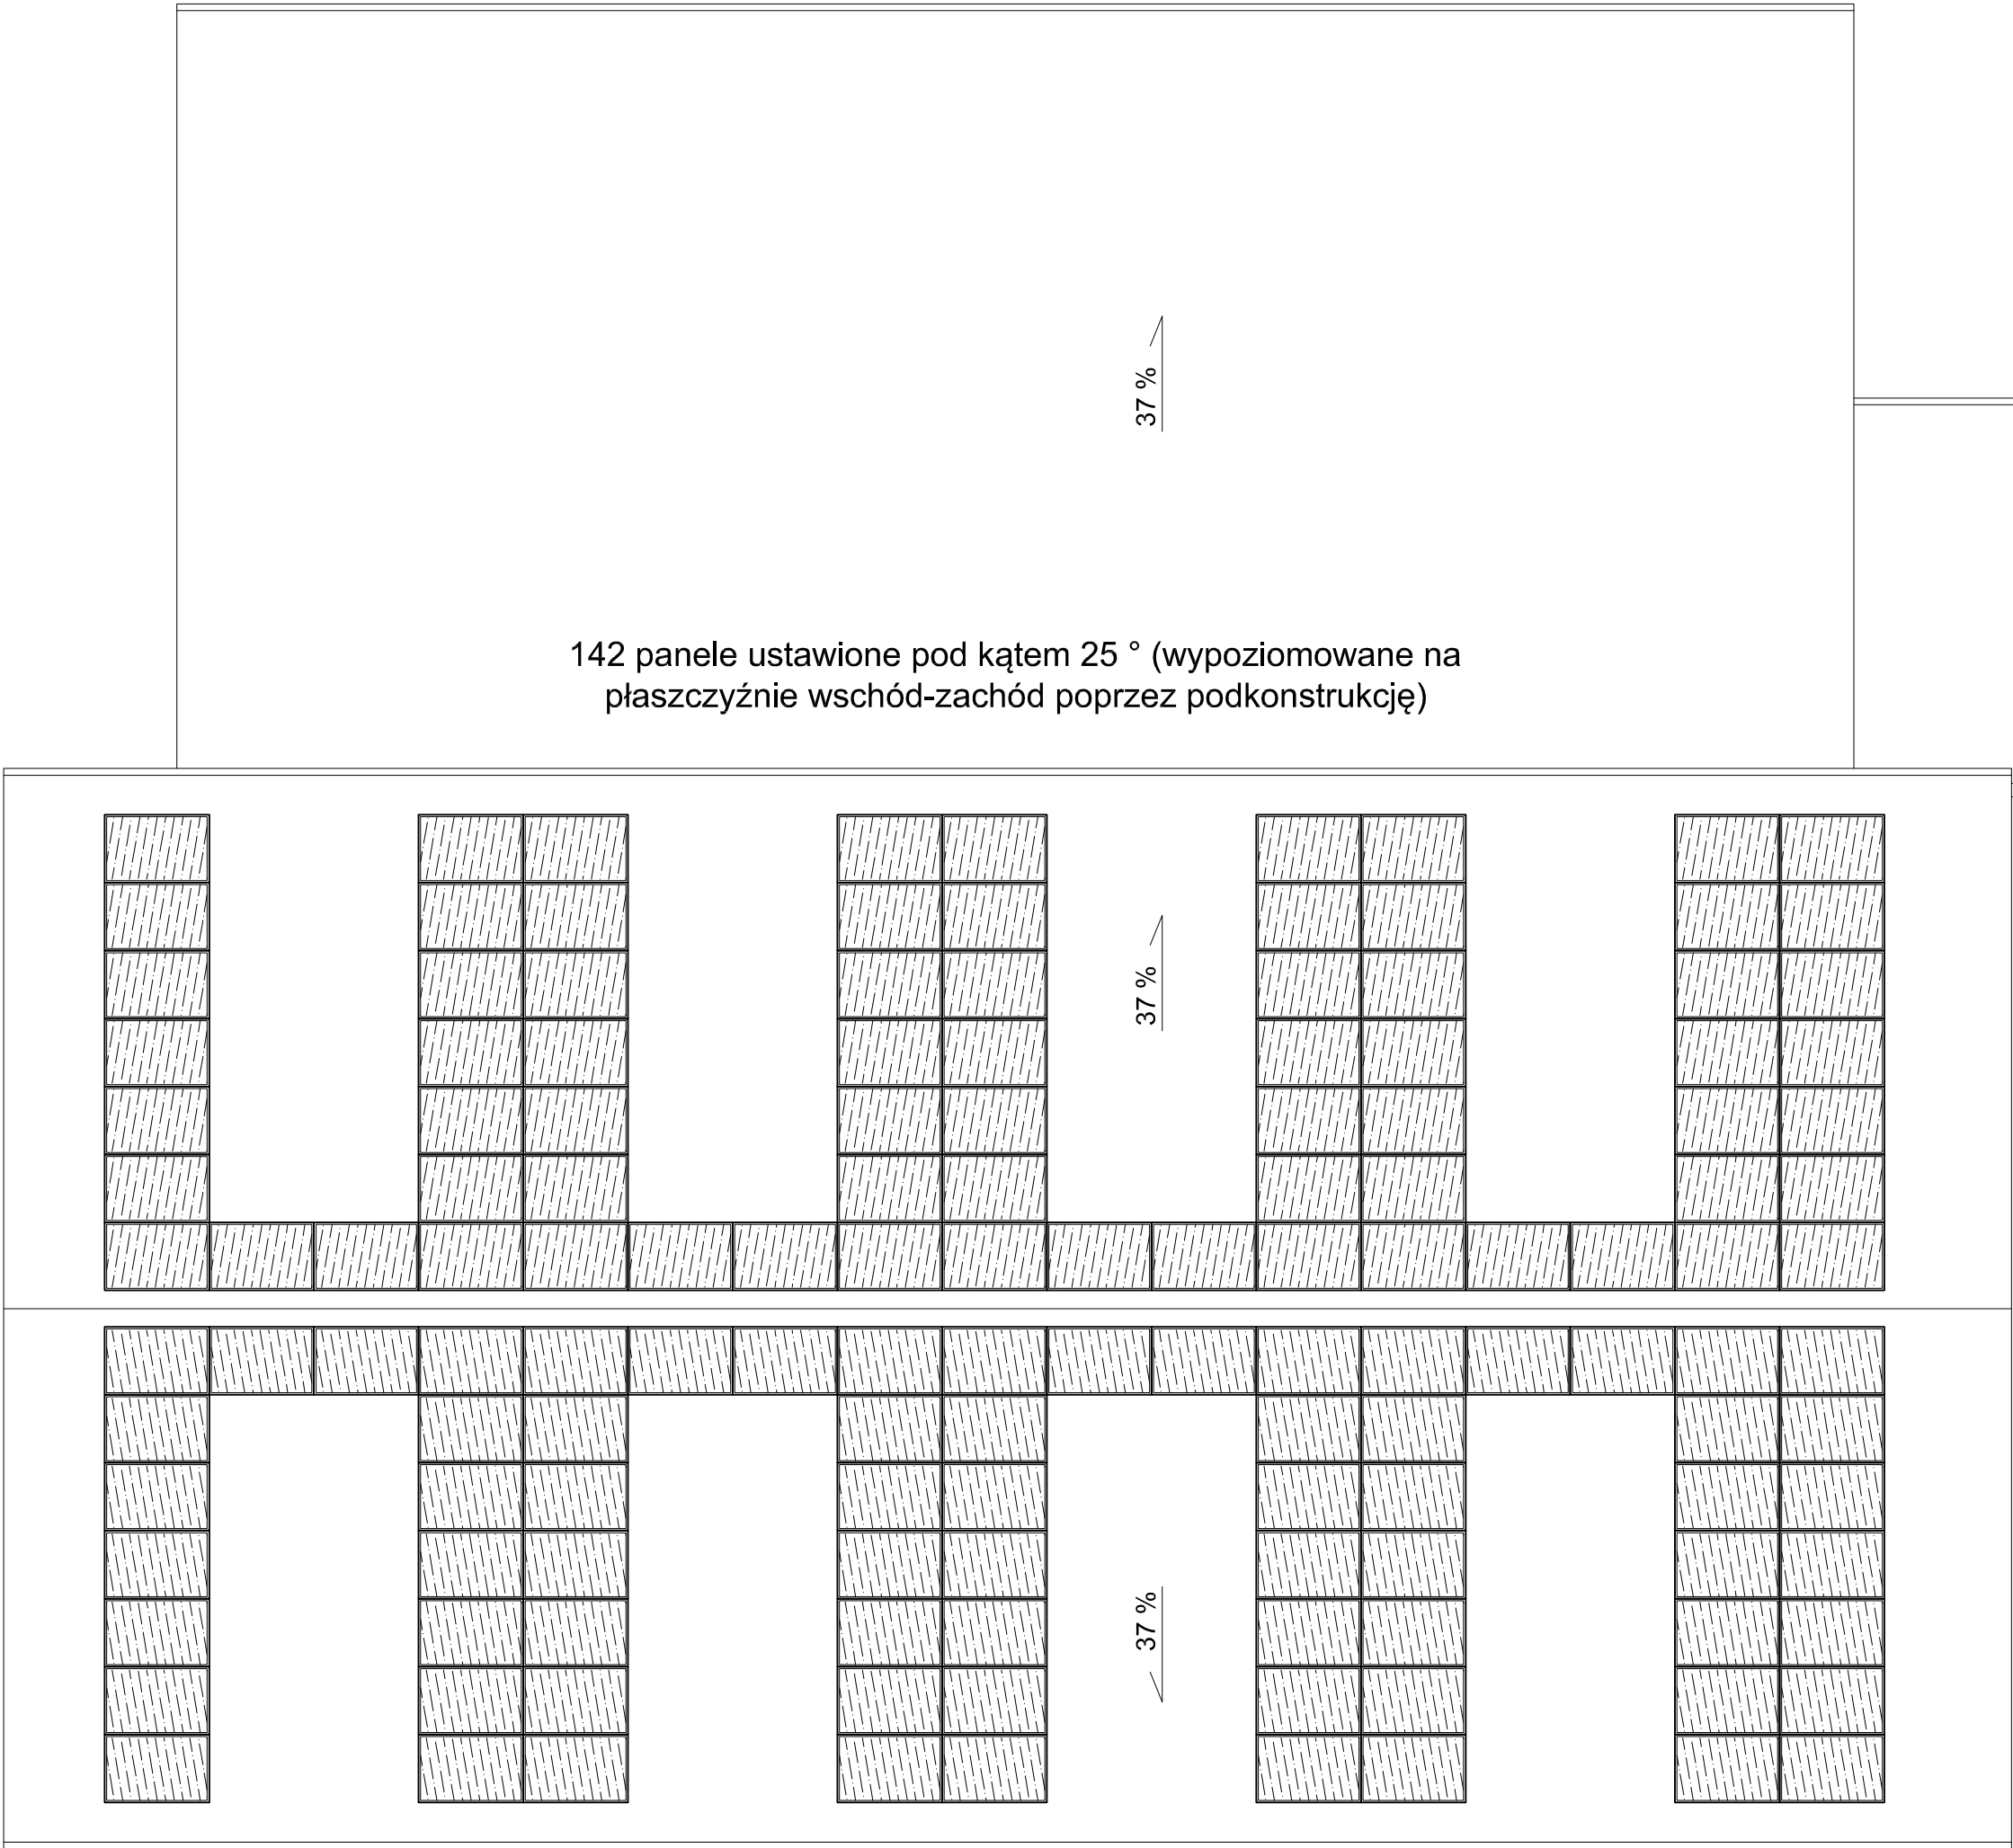 37 %
142 panele ustawione pod kątem 25 ° (wypoziomowane na
płaszczyźnie wschód-zachód poprzez podkonstrukcję)
37 %
37 %